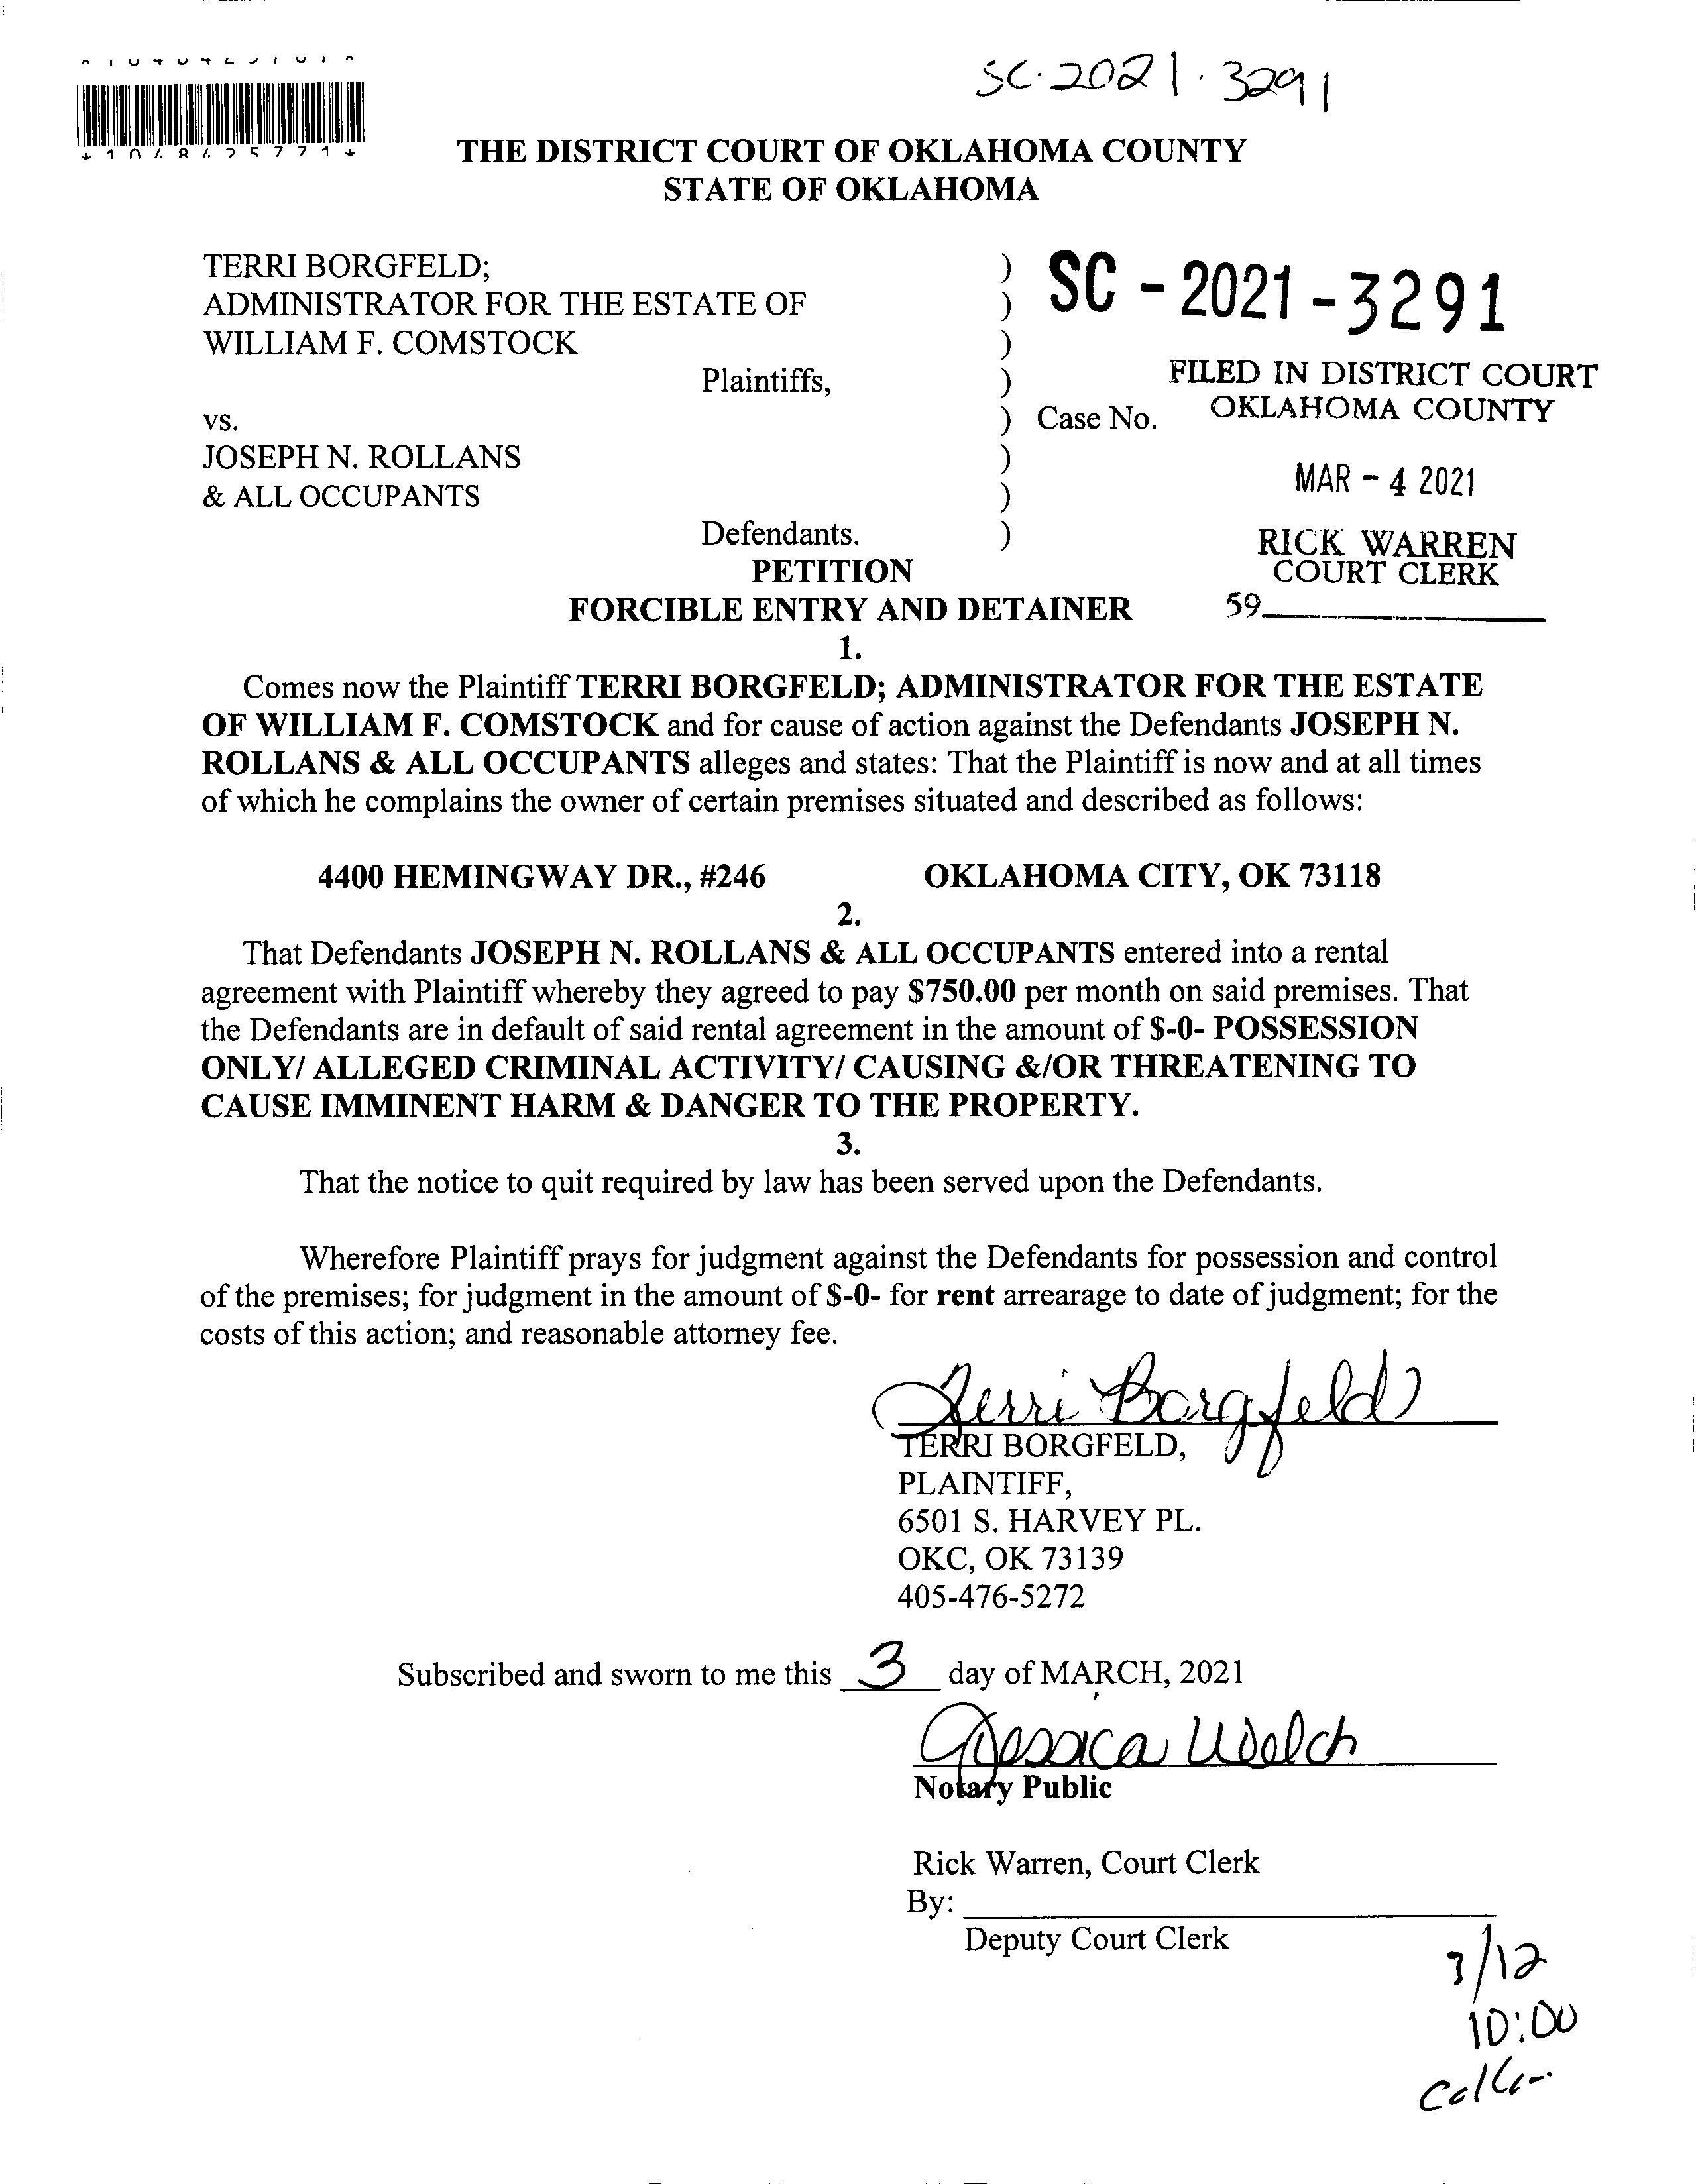 SC-2021-3291
*1048425771*
THE DISTRICT COURT OF OKLAHOMA COUNTY
STATE OF OKLAHOMA
TERRI BORGFELD; )
ADMINISTRATOR FOR THE ESTATE OF )
WILLIAM F. COMSTOCK )
Plaintiffs, )
vs. ) Case No.
JOSEPH N. ROLLANS )
& ALL OCCUPANTS )
Defendants. )
SC - 2021 - 3291
FILED IN DISTRICT COURT
OKLAHOMA COUNTY
MAR - 4 2021
RICK WARREN
COURT CLERK
59
PETITION
FORCIBLE ENTRY AND DETAINER
1.
Comes now the Plaintiff TERRI BORGFELD; ADMINISTRATOR FOR THE ESTATE
OF WILLIAM F. COMSTOCK and for cause of action against the Defendants JOSEPH N.
ROLLANS & ALL OCCUPANTS alleges and states: That the Plaintiff is now and at all times
of which he complains the owner of certain premises situated and described as follows:
4400 HEMINGWAY DR., #246 OKLAHOMA CITY, OK 73118
2.
That Defendants JOSEPH N. ROLLANS & ALL OCCUPANTS entered into a rental
agreement with Plaintiff whereby they agreed to pay $750.00 per month on said premises. That
the Defendants are in default of said rental agreement in the amount of $-0- POSSESSION
ONLY/ ALLEGED CRIMINAL ACTIVITY/ CAUSING &/OR THREATENING TO
CAUSE IMMINENT HARM & DANGER TO THE PROPERTY.
3.
That the notice to quit required by law has been served upon the Defendants.
Wherefore Plaintiff prays for judgment against the Defendants for possession and control
of the premises; for judgment in the amount of $-0- for rent arrearage to date of judgment; for the
costs of this action; and reasonable attorney fee.
Terri Borgfeld
TERRI BORGFELD,
PLAINTIFF,
6501 S. HARVEY PL.
OKC, OK 73139
405-476-5272
Subscribed and sworn to me this 3 day of MARCH, 2021
Jessica Welch
Notary Public
Rick Warren, Court Clerk
By:
Deputy Court Clerk
3/12
10:00